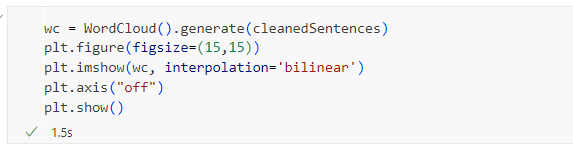 wc = WordCloud().generate(cleanedSentences)
plt.figure(figsize=(15,15))
plt.imshow(wc, interpolation='bilinear')
plt.axis("off")
plt.show()
1.5s